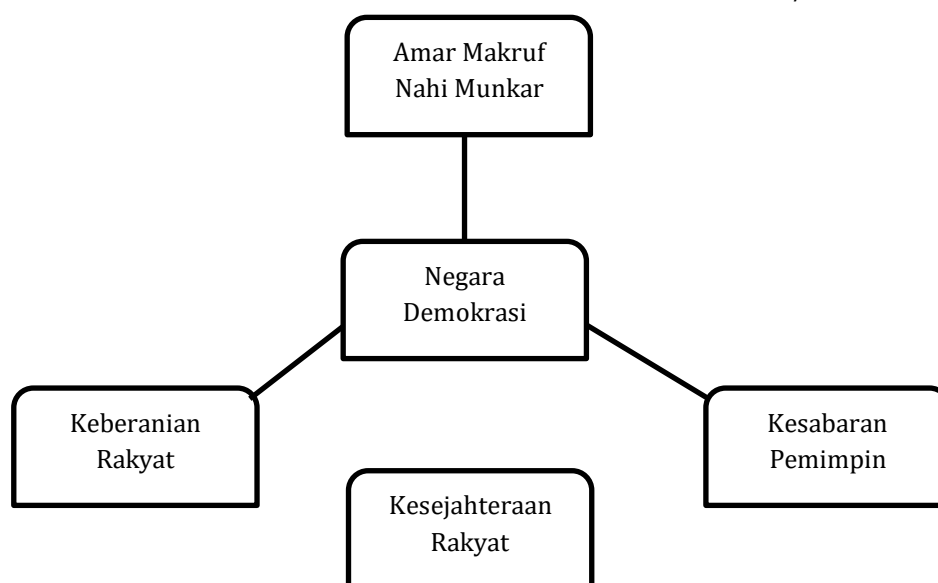 Amar Makruf
Nahi Munkar
Negara
Demokrasi
Keberanian
Rakyat
Kesabaran
Pemimpin
Kesejahteraan
Rakyat